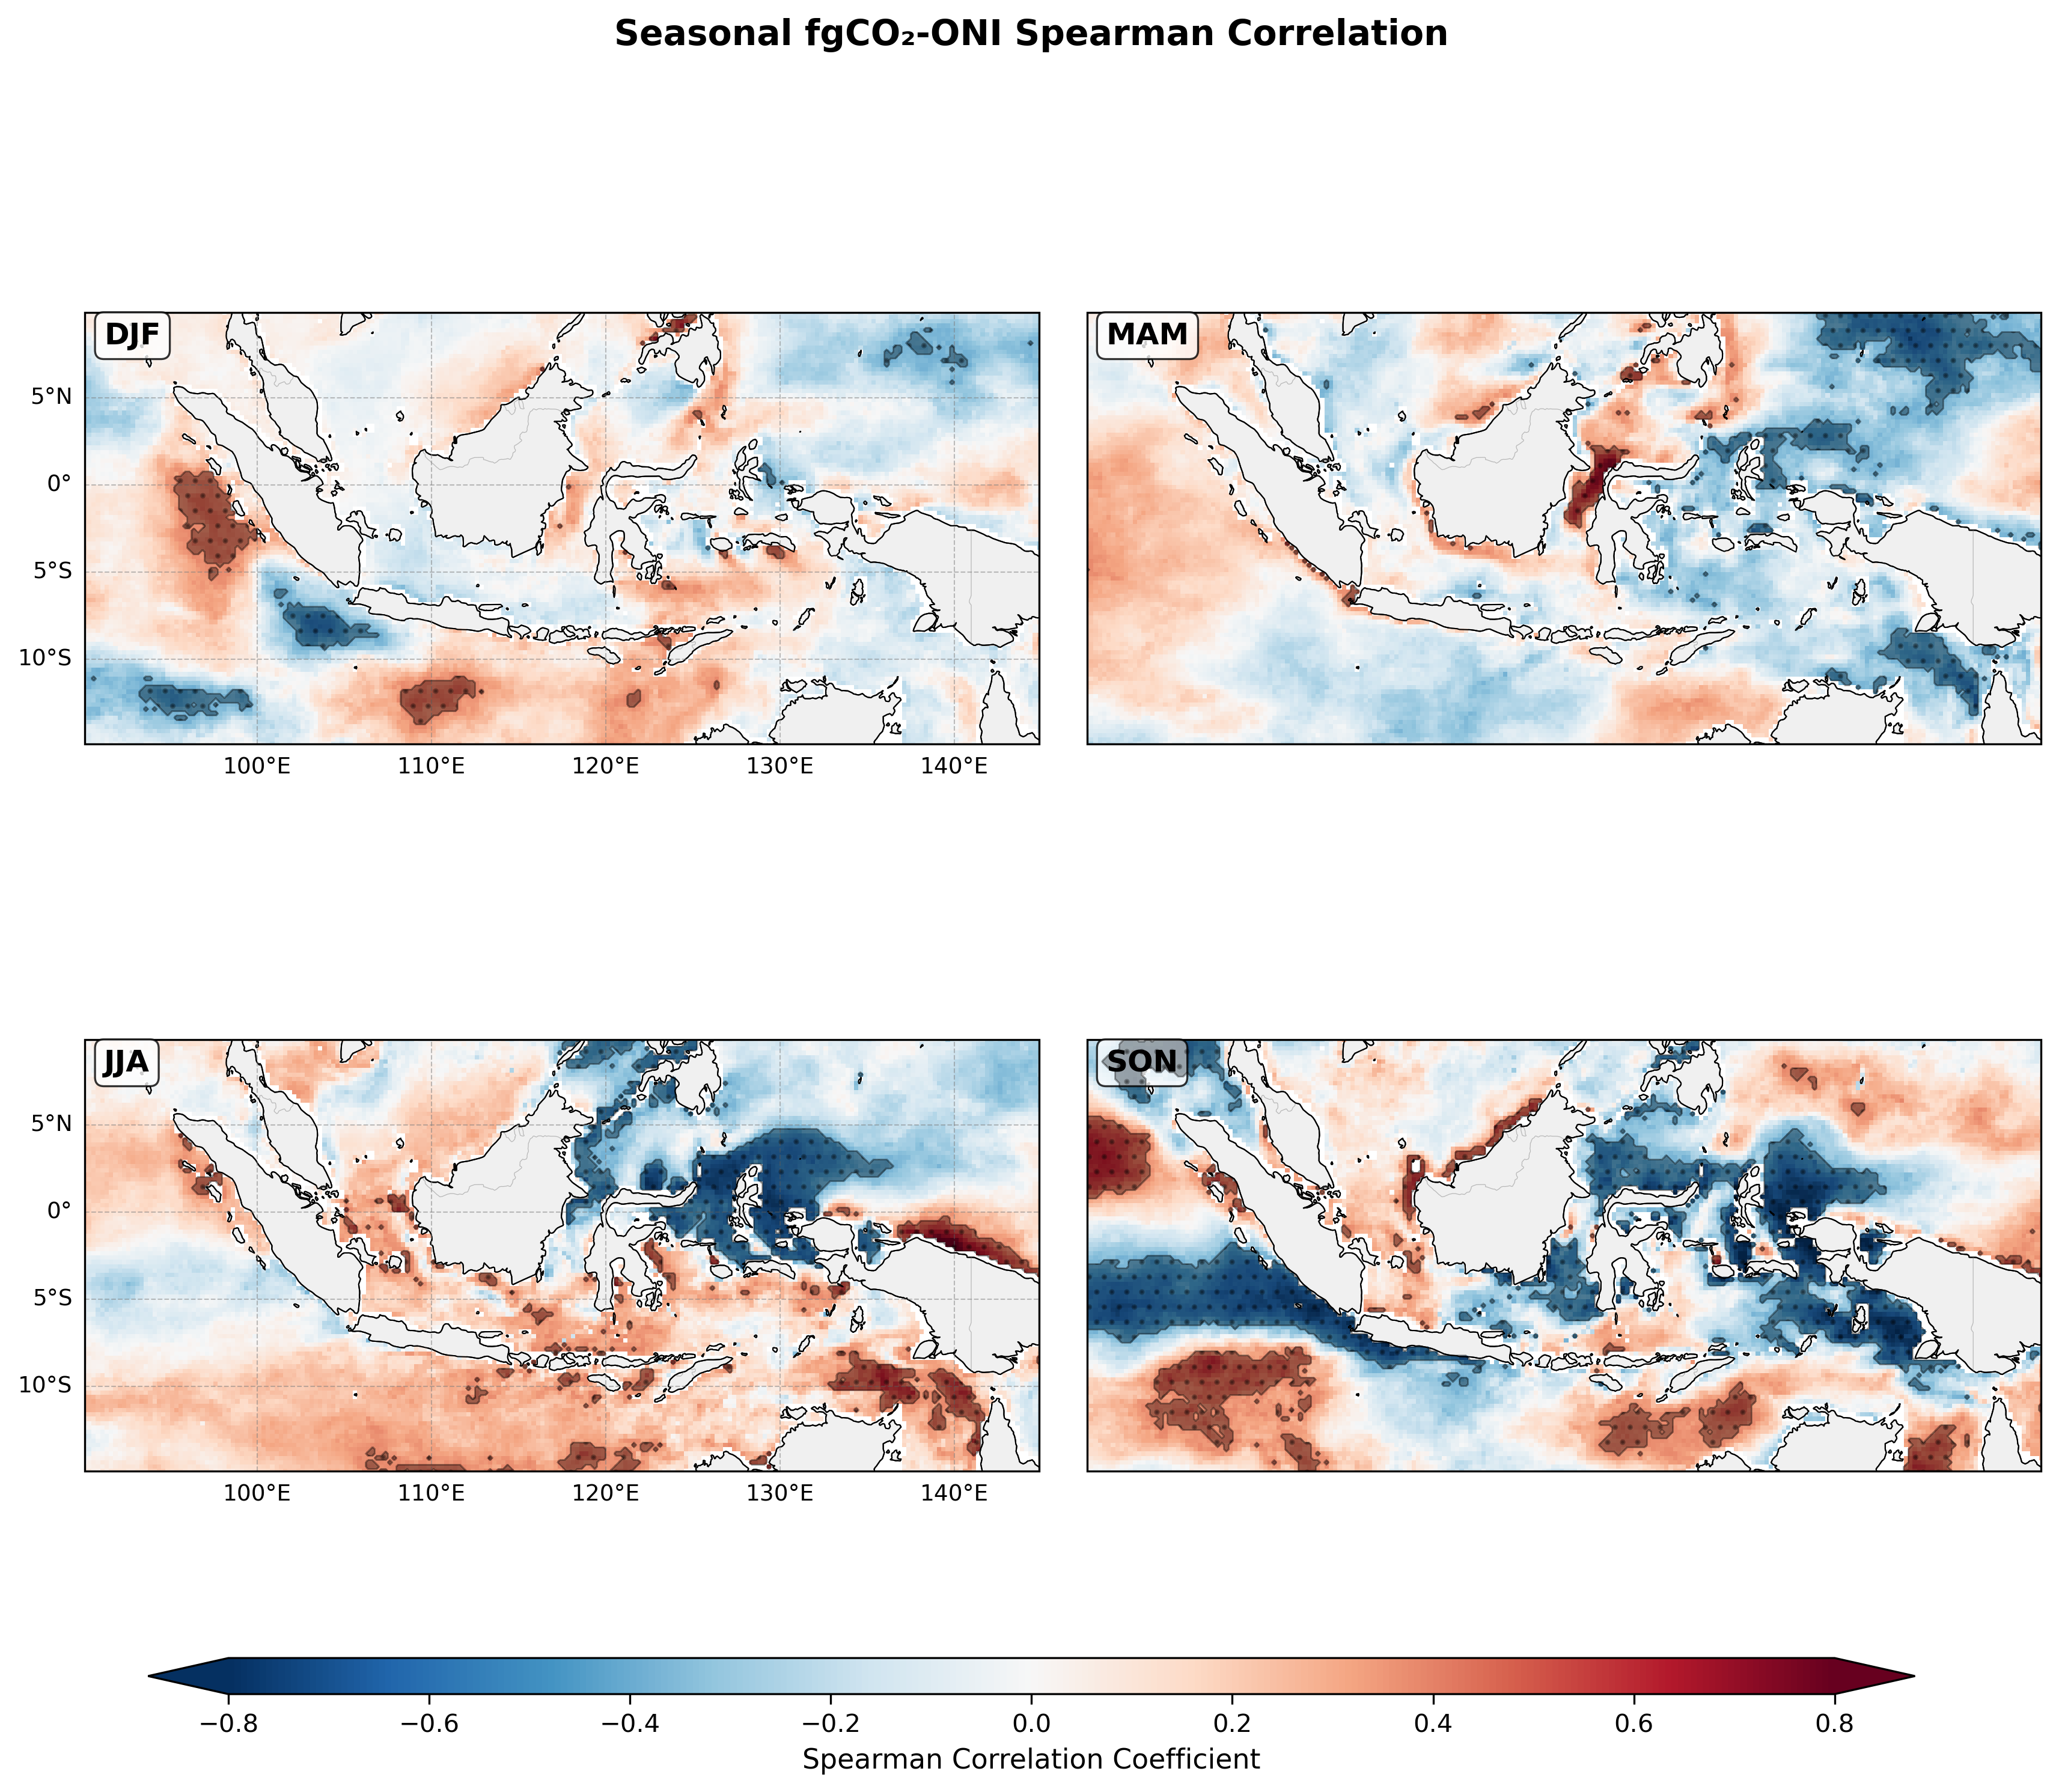 Seasonal fgCO₂-ONI Spearman Correlation
DJF
MAM
5°N
0°
5°S
10°S
100°E 110°E 120°E 130°E 140°E
JJA
SON
5°N
0°
5°S
10°S
100°E 110°E 120°E 130°E 140°E
−0.8 −0.6 −0.4 −0.2 0.0 0.2 0.4 0.6 0.8
Spearman Correlation Coefficient